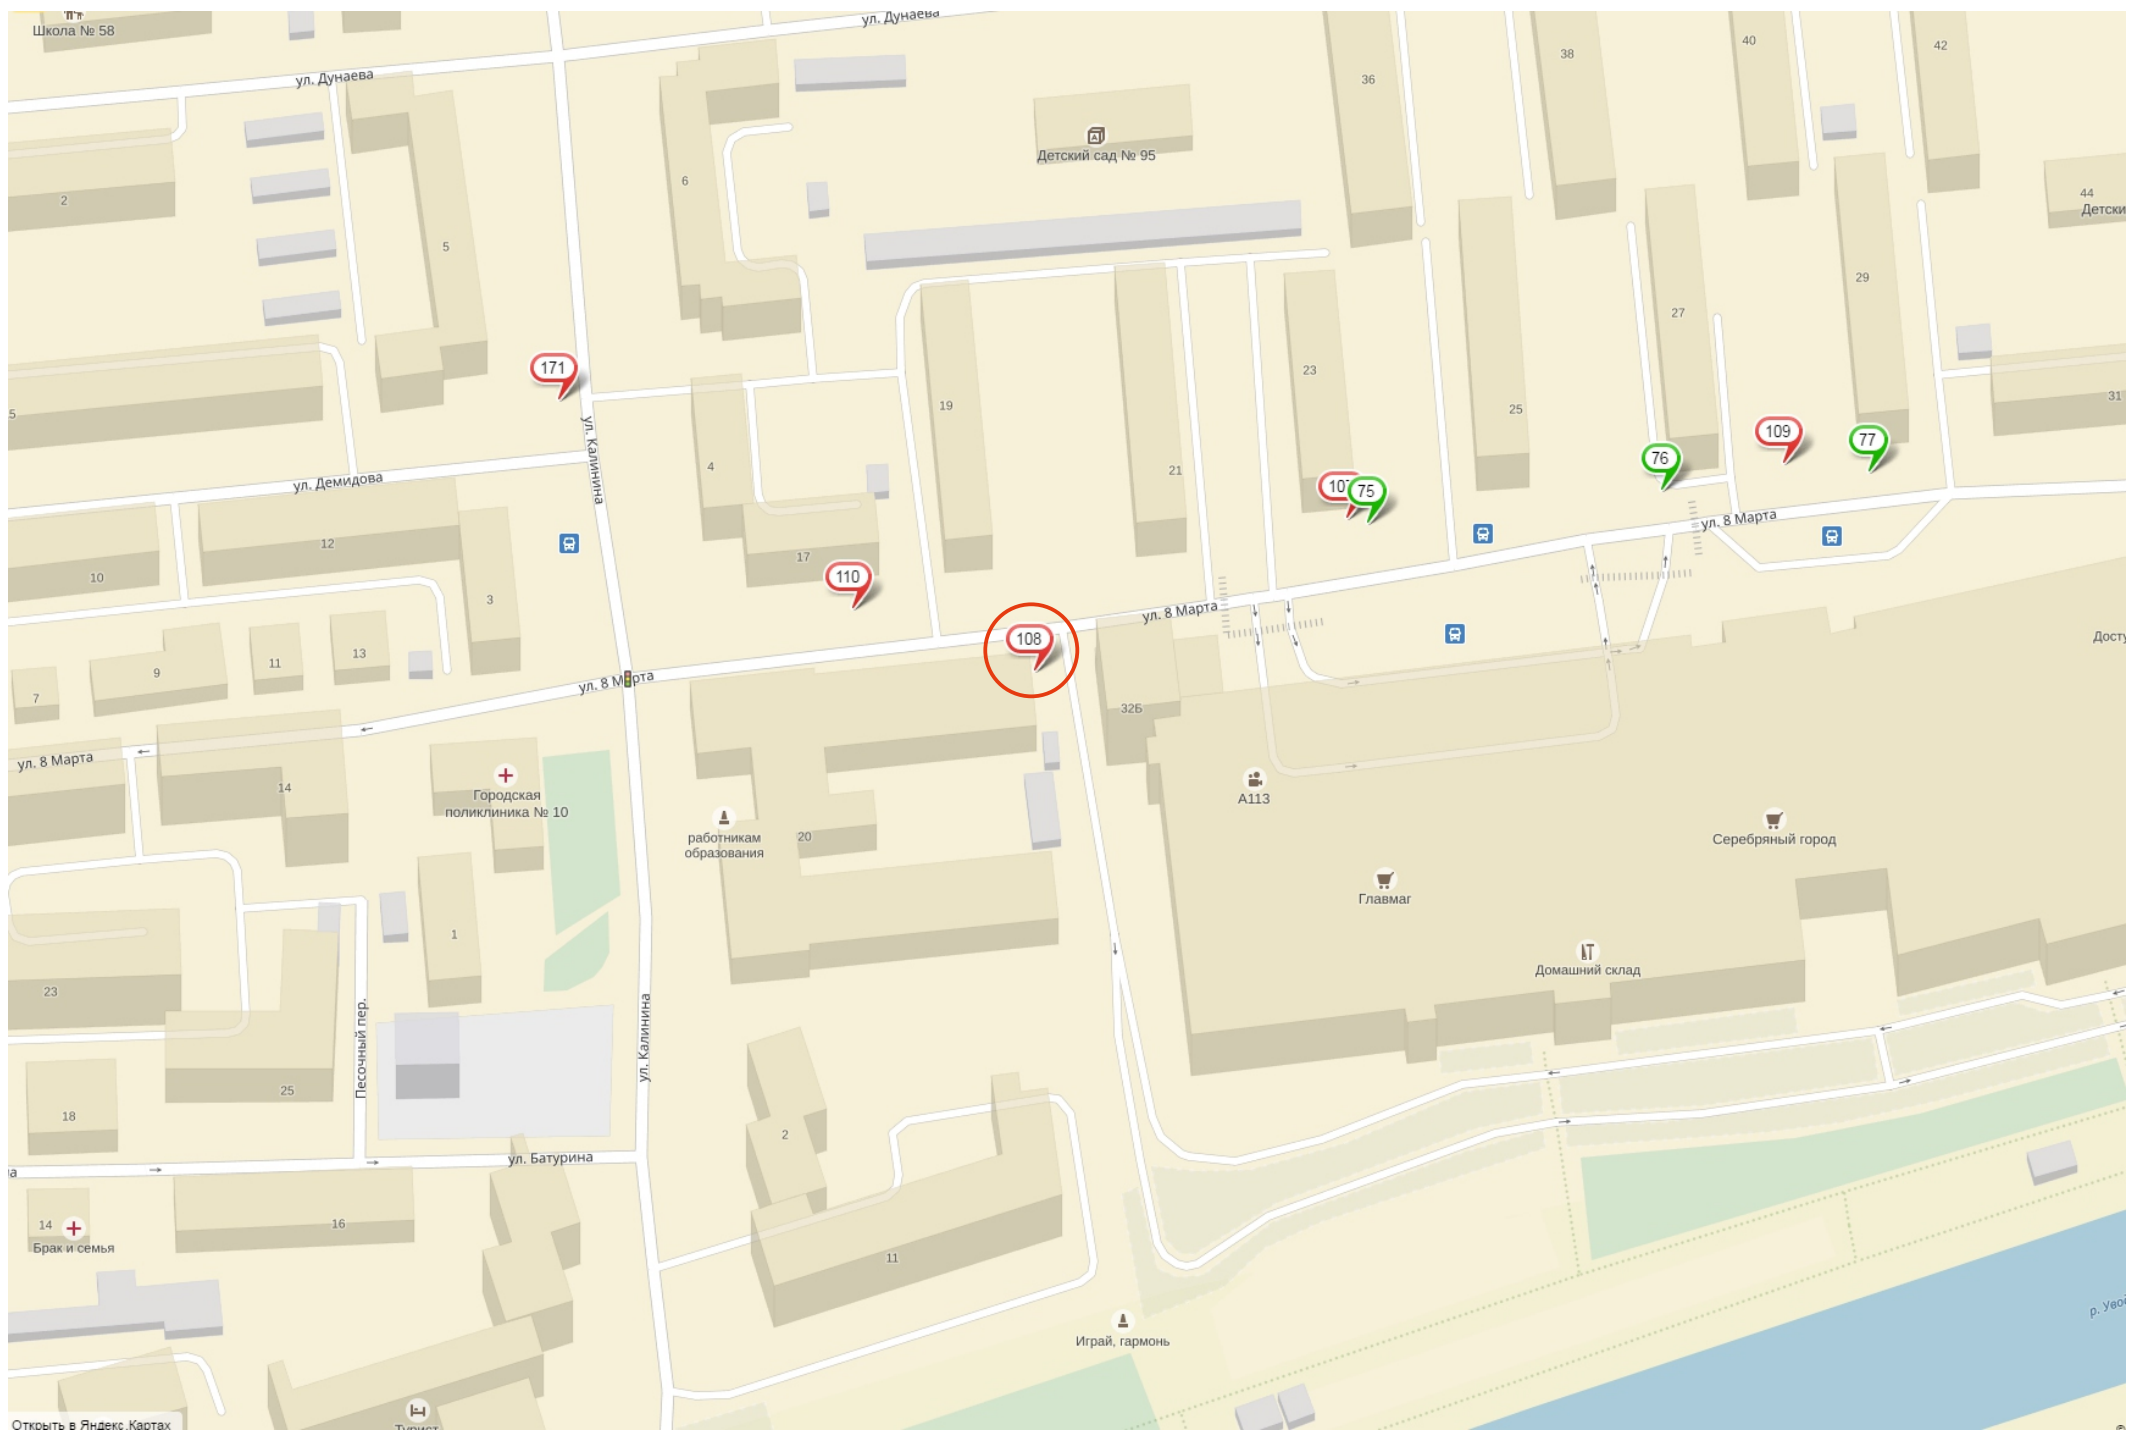 Школа № 58
ул. Дунаева
ул. Дунаева
36
38
40
42
Детский сад № 95
2
5
6
44
29
27
171
23
25
19
21
4
5
31
109
77
76
75
ул. Калинина
ул. Демидова
12
10
3
17
110
ул. 8 Марта
ул. 8 Марта
108
13
11
9
7
ул. 8 Марта
ул. 8 Марта
32Б
14
Городская
поликлиника № 10
работникам
образования
20
А113
Серебряный город
Главмаг
Домашний склад
1
23
25
18
Песочный пер.
ул. Калинина
2
ул. Батурина
14
Брак и семья
16
11
Играй, гармонь
Турист
Открыть в Яндекс.Картах